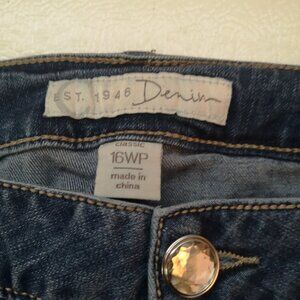 EST. 1946 Denim
CLASSIC
16WP
made in
china